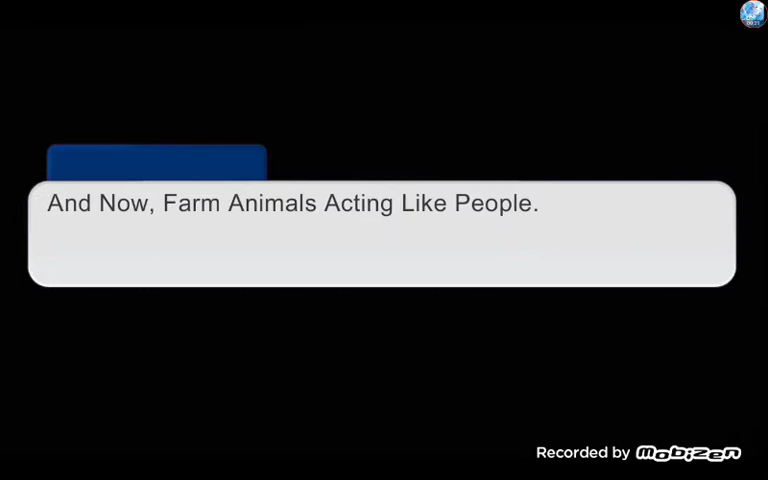 And Now, Farm Animals Acting Like People.
Recorded by Mobizen